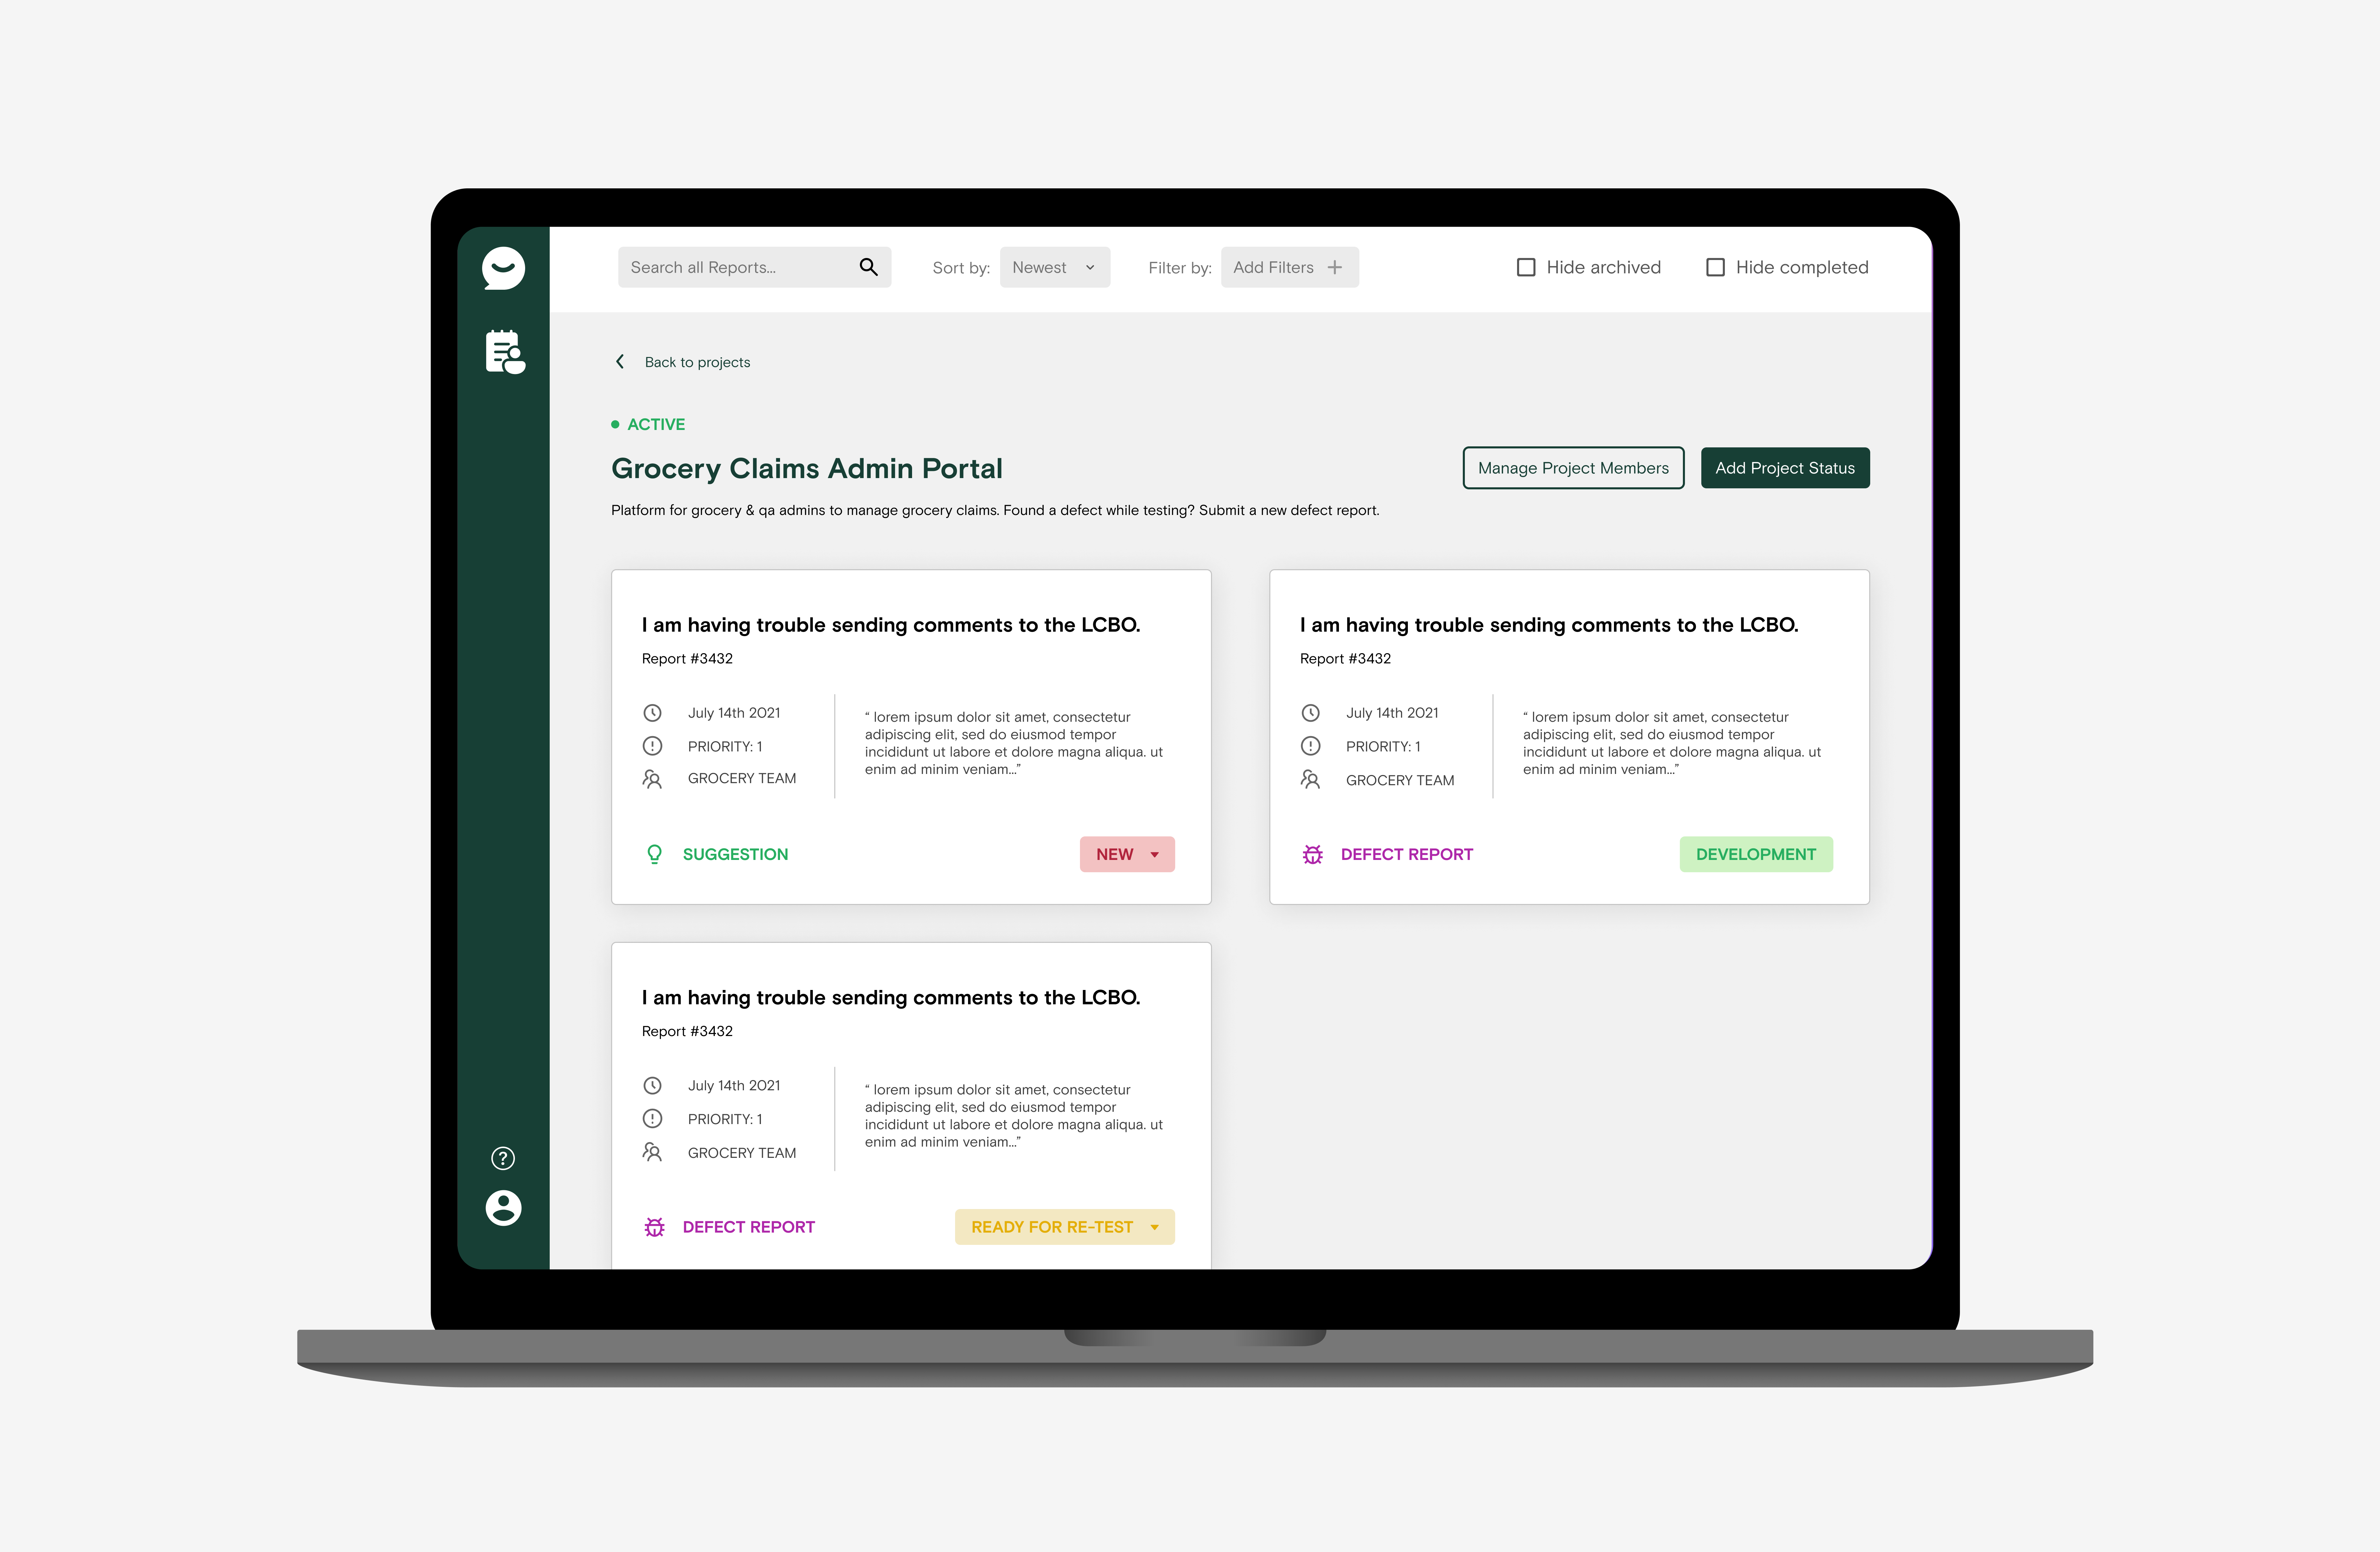 Search all Reports...
Sort by:
Newest
Filter by:
Add Filters
Hide archived
Hide completed
Back to projects
ACTIVE
Grocery Claims Admin Portal
Manage Project Members
Add Project Status
Platform for grocery & qa admins to manage grocery claims. Found a defect while testing? Submit a new defect report.
I am having trouble sending comments to the LCBO.
Report #3432
July 14th 2021
PRIORITY: 1
GROCERY TEAM
“ lorem ipsum dolor sit amet, consectetur
adipiscing elit, sed do eiusmod tempor
incididunt ut labore et dolore magna aliqua. ut
enim ad minim veniam...”
SUGGESTION
NEW
I am having trouble sending comments to the LCBO.
Report #3432
July 14th 2021
PRIORITY: 1
GROCERY TEAM
“ lorem ipsum dolor sit amet, consectetur
adipiscing elit, sed do eiusmod tempor
incididunt ut labore et dolore magna aliqua. ut
enim ad minim veniam...”
DEFECT REPORT
DEVELOPMENT
I am having trouble sending comments to the LCBO.
Report #3432
July 14th 2021
PRIORITY: 1
GROCERY TEAM
“ lorem ipsum dolor sit amet, consectetur
adipiscing elit, sed do eiusmod tempor
incididunt ut labore et dolore magna aliqua. ut
enim ad minim veniam...”
DEFECT REPORT
READY FOR RE-TEST
?